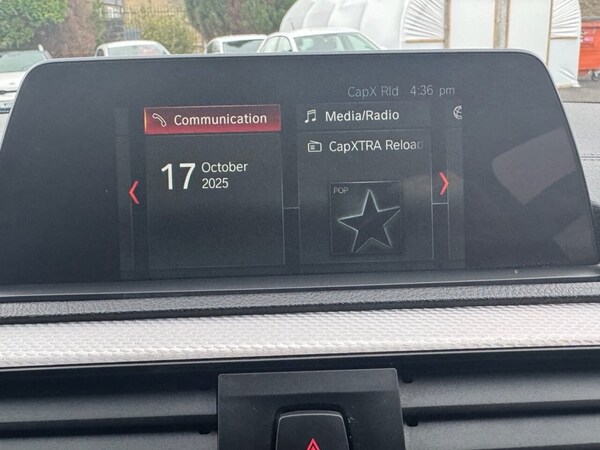 CapX Rld 4:36 pm
Communication
Media/Radio
17 October
2025
CapXTRA Reload
POP